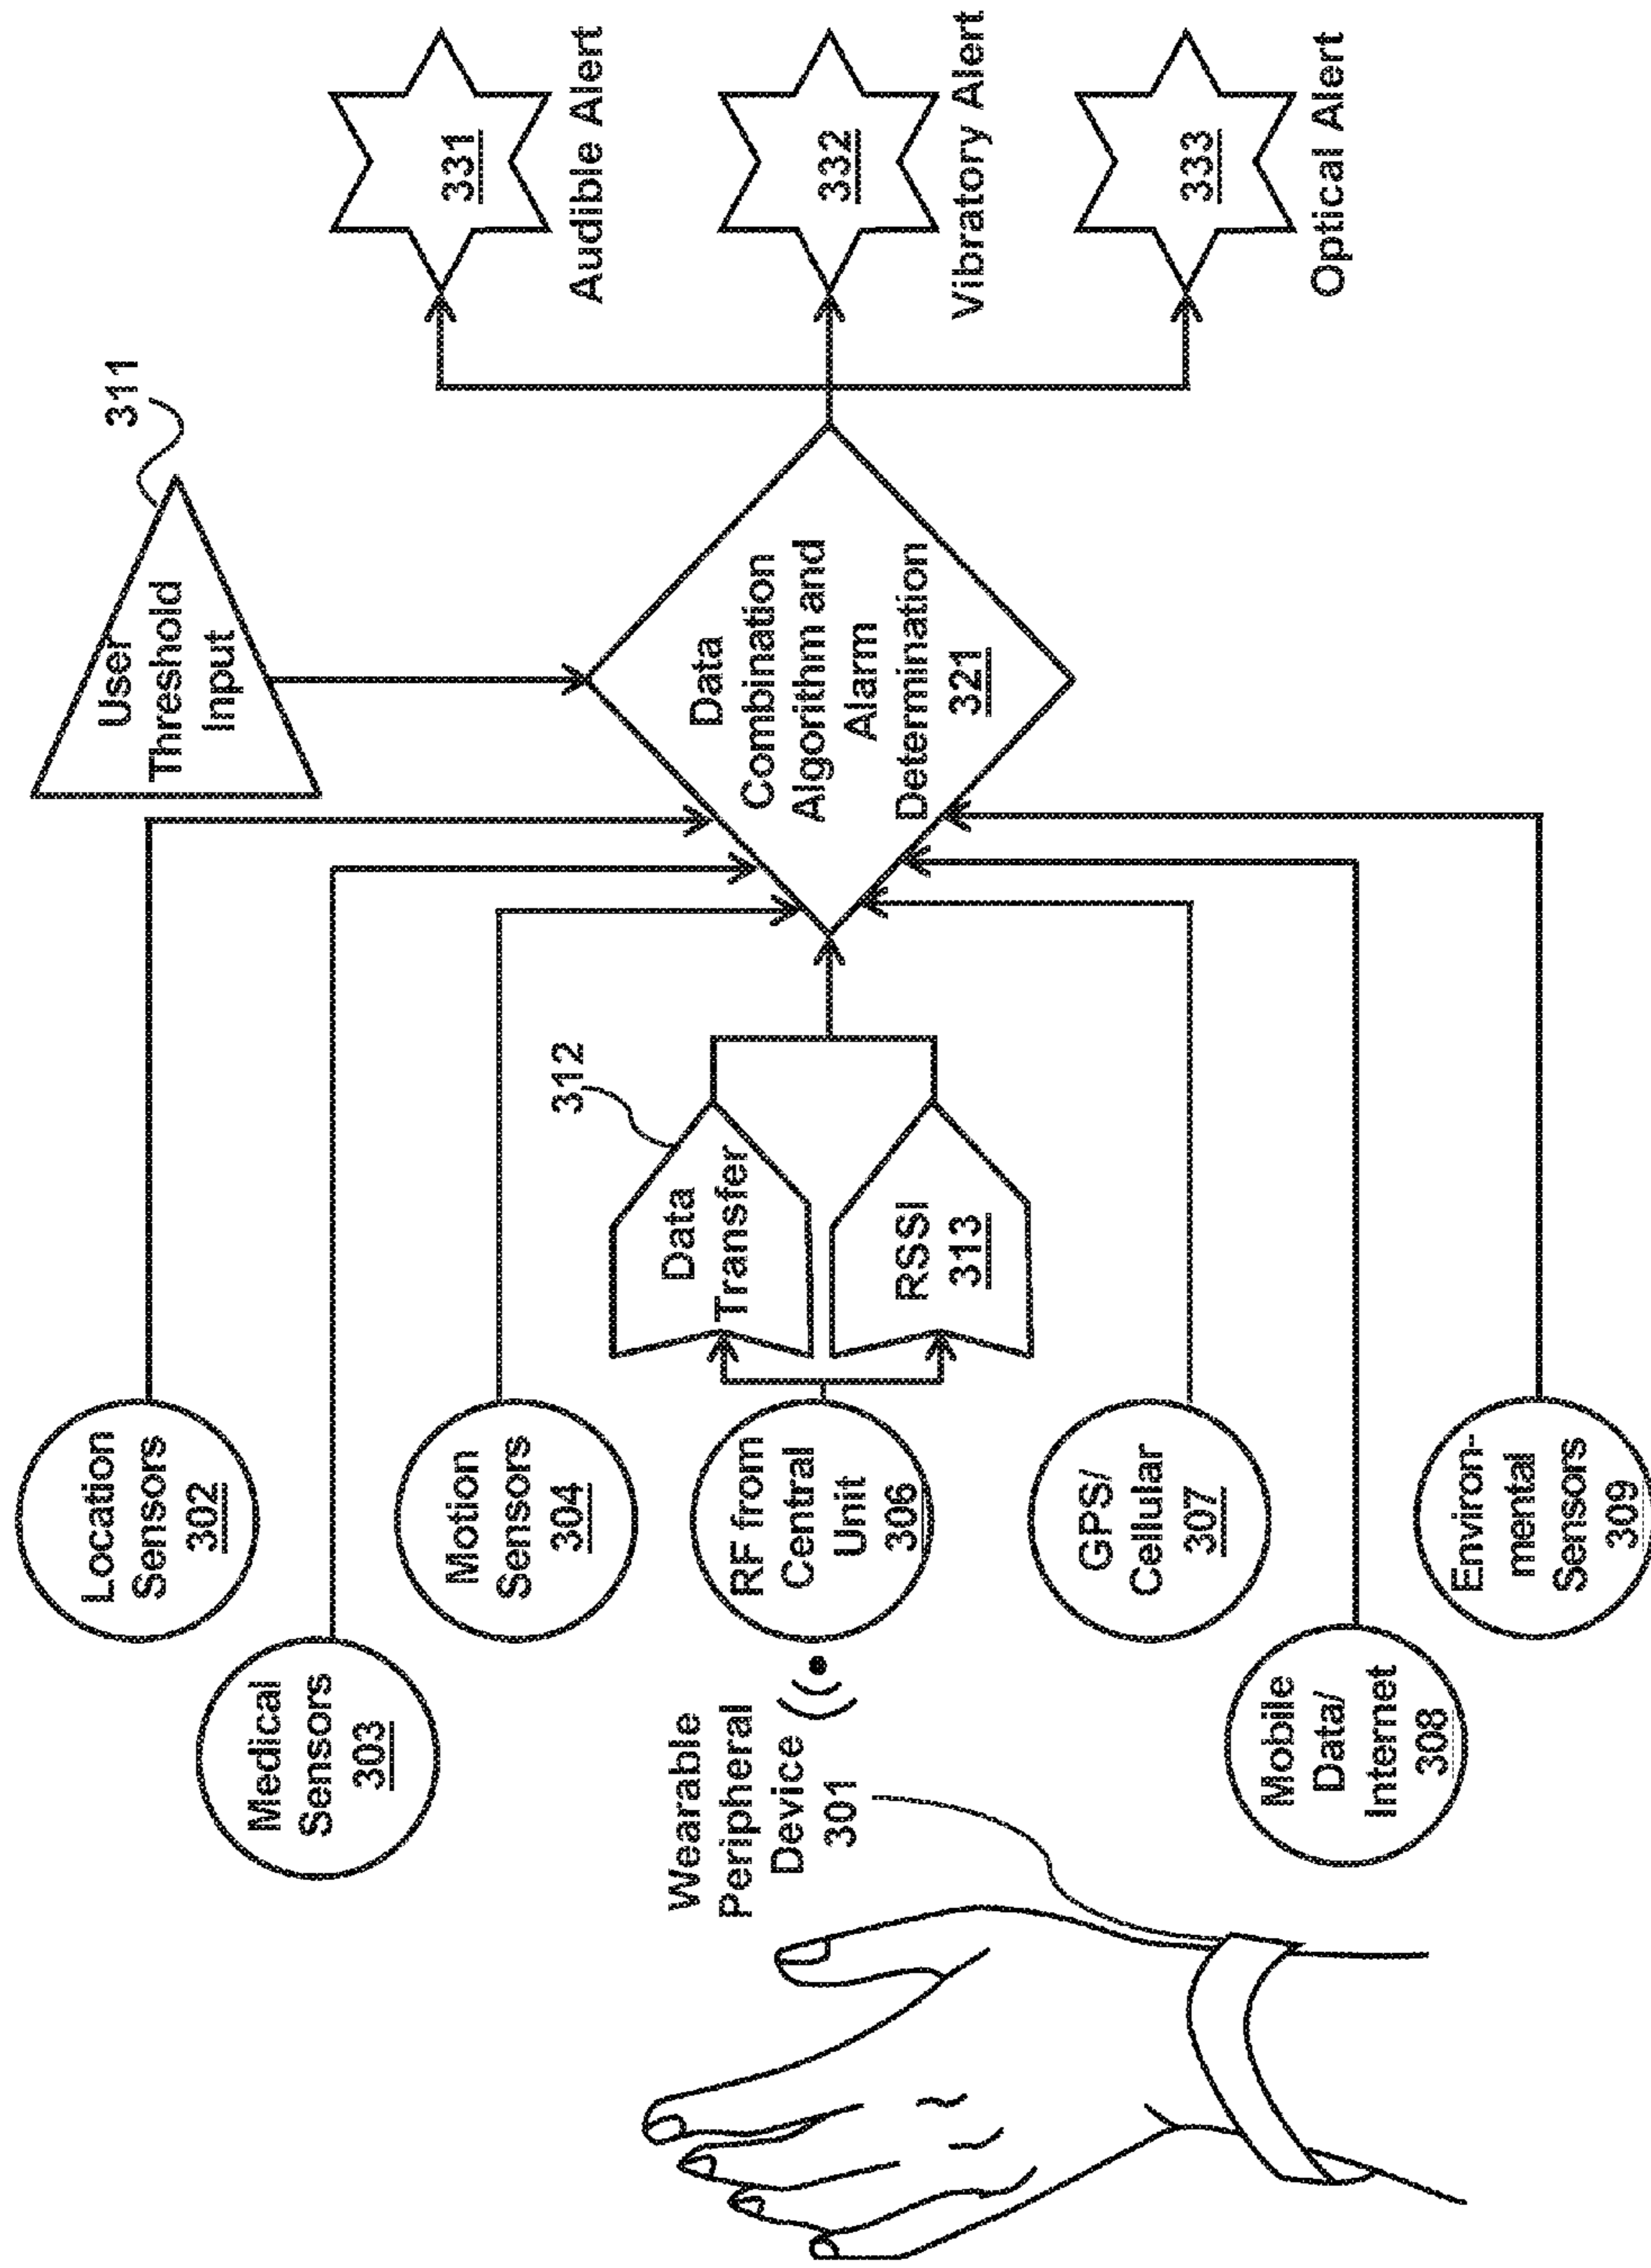 Wearable
Peripheral
Device
301
Location
Sensors
302
Medical
Sensors
303
Motion
Sensors
304
RF from
Central
Unit
306
GPS/
Cellular
307
Mobile
Data/
Internet
308
Environ-
mental
Sensors
309
312
Data
Transfer
RSSI
313
User
Threshold
Input
311
Data
Combination
Algorithm and
Alarm
Determination
321
331
Audible Alert
332
Vibratory Alert
333
Optical Alert